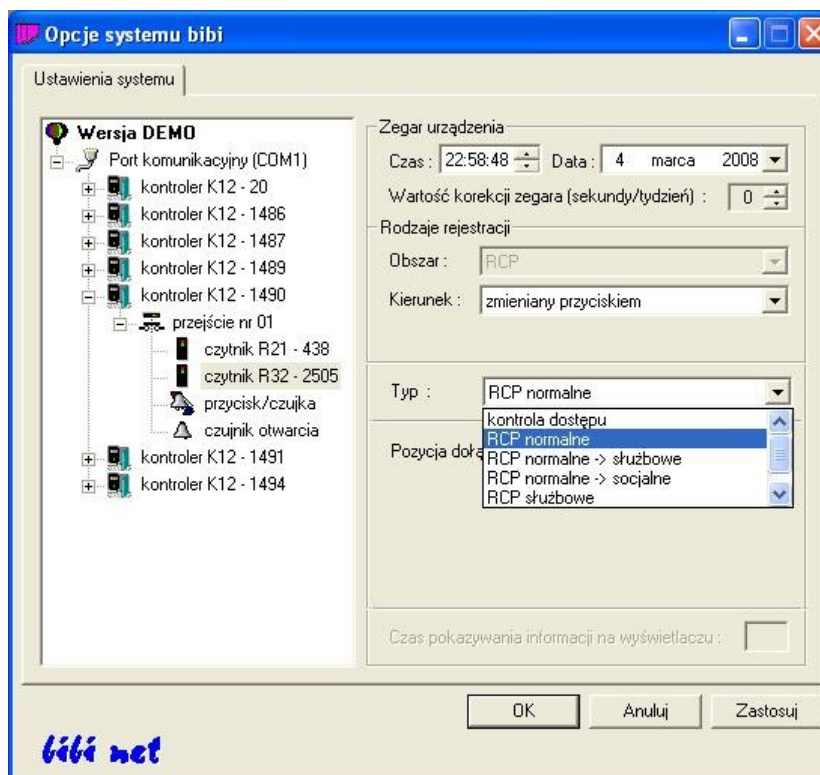 Opcje systemu bibi
Ustawienia systemu
Wersja DEMO
Port komunikacyjny (COM1)
kontroler K12 - 20
kontroler K12 - 1486
kontroler K12 - 1487
kontroler K12 - 1489
kontroler K12 - 1490
przejście nr 01
czytnik R21 - 438
czytnik R32 - 2505
przycisk/czujka
czujnik otwarcia
kontroler K12 - 1491
kontroler K12 - 1494
Zegar urządzenia
Czas : 22:58:48 Data : 4 marca 2008
Wartość korekcji zegara (sekundy/tydzień) : 0
Rodzaje rejestracji
Obszar : RCP
Kierunek : zmieniany przyciskiem
Typ : RCP normalne
kontrola dostępu
RCP normalne
Pozycja
RCP normalne -> służbowe
RCP normalne -> socjalne
RCP służbowe
Czas pokazywania informacji na wyświetlaczu :
OK Anuluj Zastosuj
bibi net